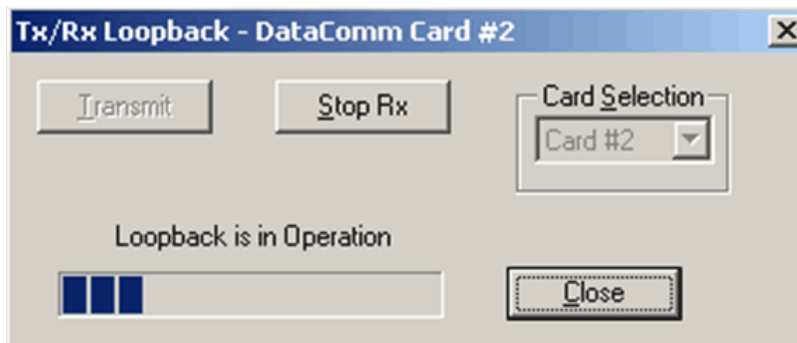 Tx/Rx Loopback - DataComm Card #2
Transmit
Stop Rx
Card Selection
Card #2
Loopback is in Operation
Close